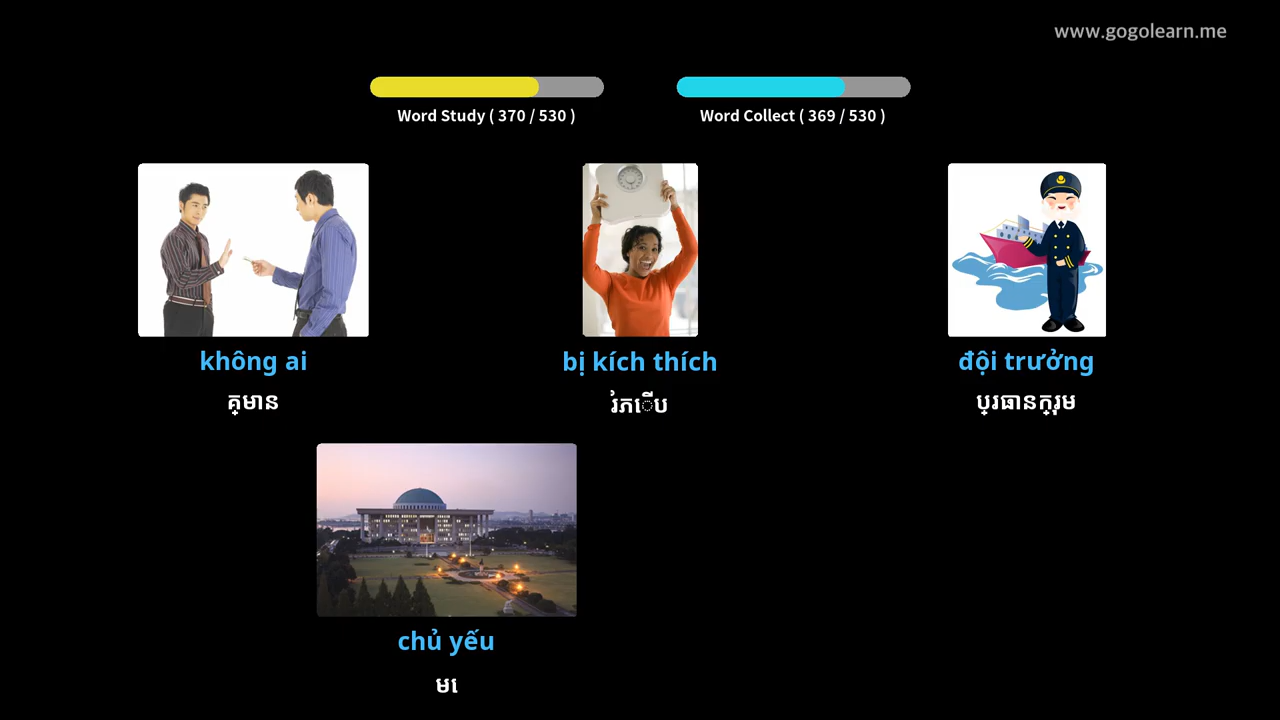 www.gogolearn.me
Word Study ( 370 / 530 )
Word Collect ( 369 / 530 )
không ai
គ្មាន
bị kích thích
រំភើប
đội trưởng
ប្រធានក្រុម
chủ yếu
មេ